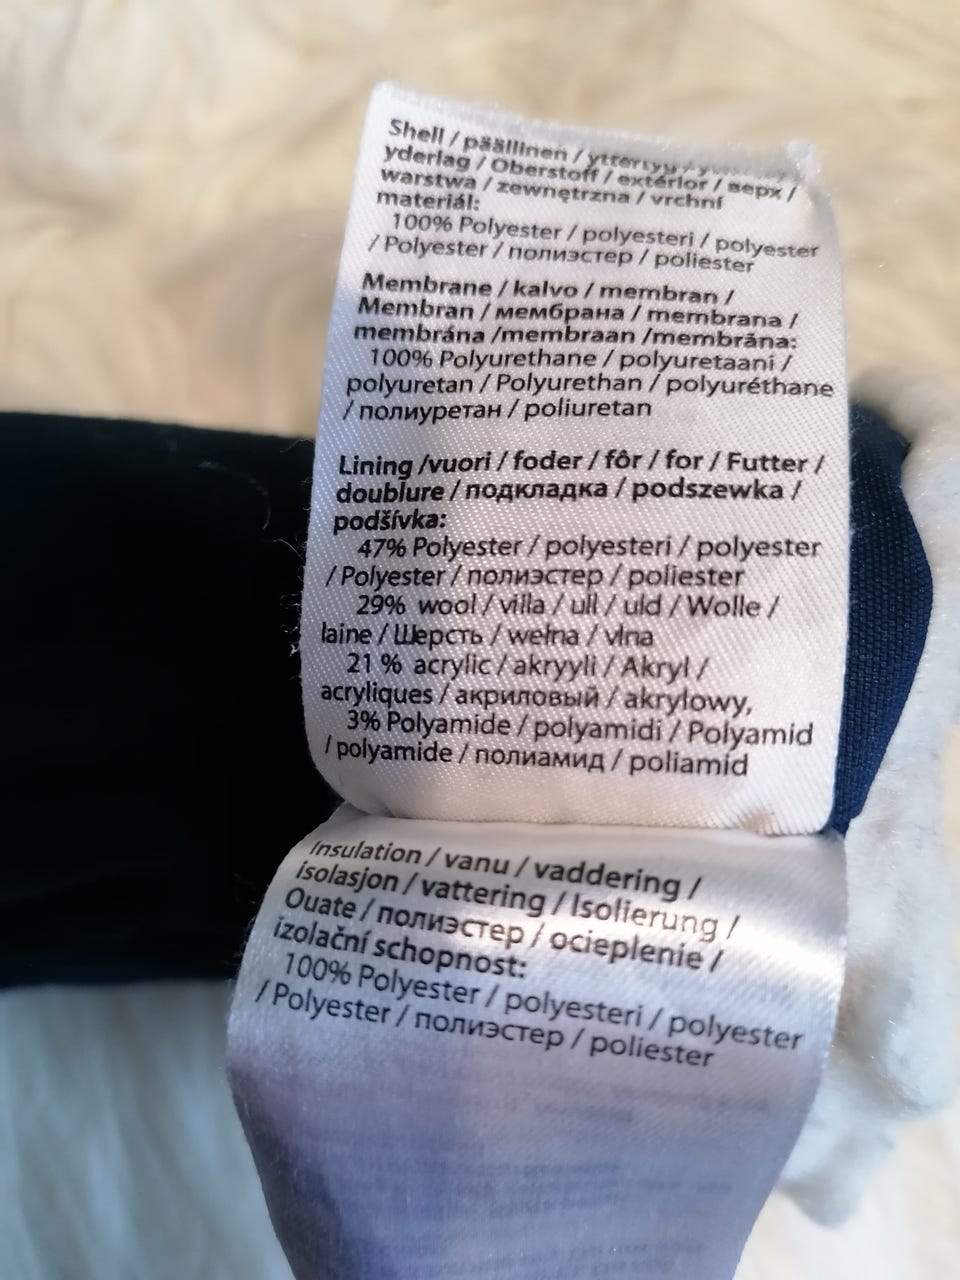 Shell / päällinen / yttertyg /
yderlag / Oberstoff / extérior / верх /
warstwa / zewnętrzna / vrchní
materiál:
100% Polyester / polyesteri / polyester
/ Polyester / полиэстер / poliester
Membrane / kalvo / membran /
Membran / мембрана / membrana /
membrána /membraan /membrāna:
100% Polyurethane / polyuretaani /
polyuretan / Polyurethan / polyuréthane
/ полиуретан / poliuretan
Lining /vuori / foder / fôr / for / Futter /
doublure / подкладка / podszewka /
podšívka:
47% Polyester / polyesteri / polyester
/ Polyester / полиэстер / poliester
29% wool / villa / ull / uld / Wolle /
laine / Шерсть / wełna / vlna
21 % acrylic / akryyli / Akryl /
acryliques / акриловый / akrylowy,
3% Polyamide / polyamidi / Polyamid
/ polyamide / полиамид / poliamid
Insulation / vanu / vaddering /
isolasjon / vattering / Isolierung /
Ouate / полиэстер / ocieplenie /
izolační schopnost:
100% Polyester / polyesteri / polyester
/ Polyester / полиэстер / poliester